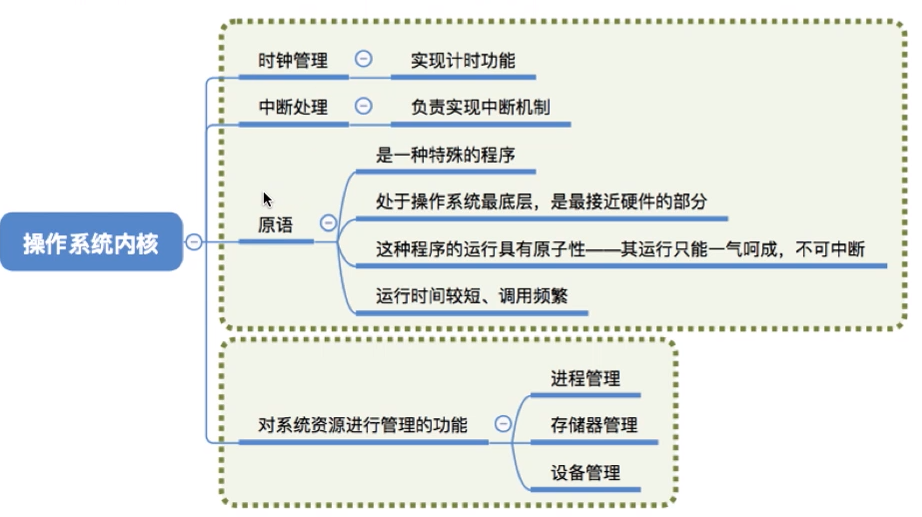 时钟管理
实现计时功能
中断处理
负责实现中断机制
是一种特殊的程序
处于操作系统最底层，是最接近硬件的部分
原语
操作系统内核
这种程序的运行具有原子性——其运行只能一气呵成，不可中断
运行时间较短、调用频繁
进程管理
对系统资源进行管理的功能
存储器管理
设备管理